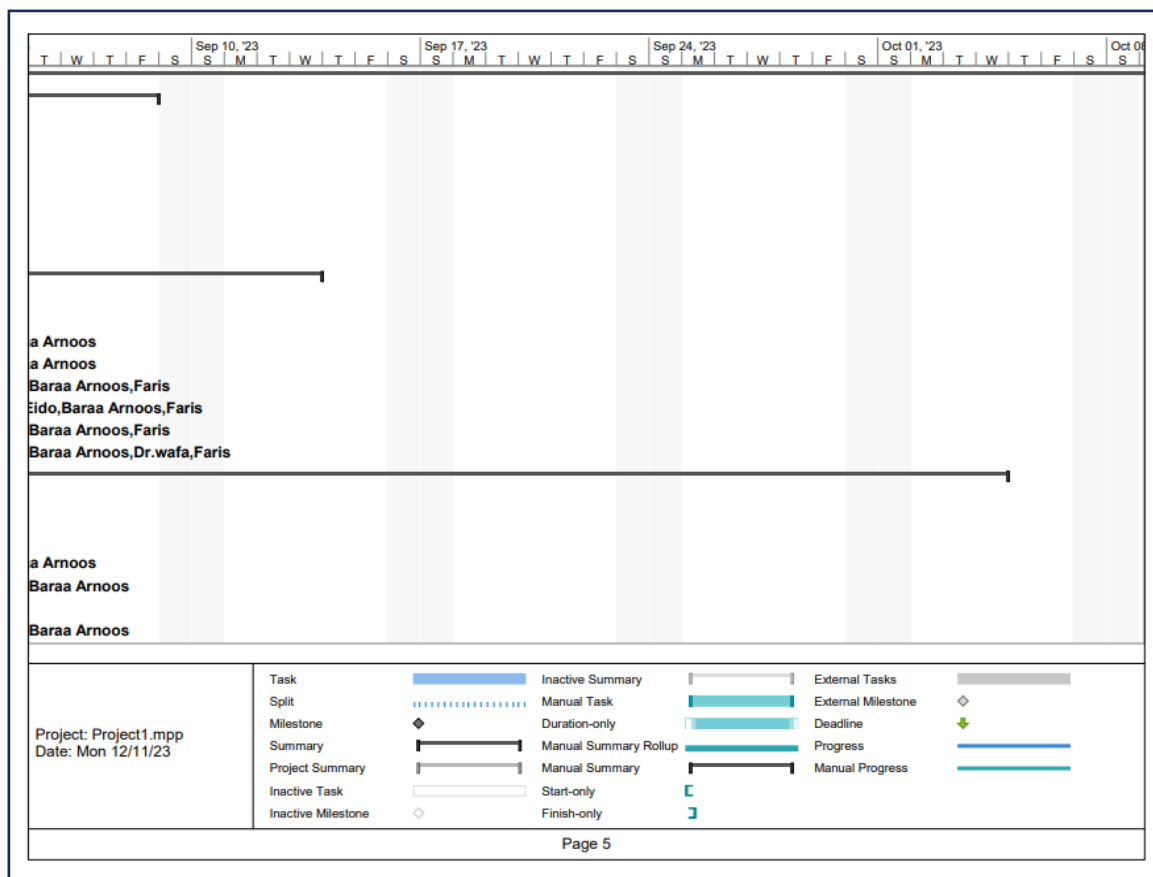 Sep 10, '23 Sep 17, '23 Sep 24, '23 Oct 01, '23 Oct 08
T W T F S S M T W T F S S M T W T F S S M T W T F S S M T W T F S S
a Arnoos
a Arnoos
Baraa Arnoos,Faris
Eido,Baraa Arnoos,Faris
Baraa Arnoos,Faris
Baraa Arnoos,Dr.wafa,Faris
a Arnoos
Baraa Arnoos
Baraa Arnoos
Project: Project1.mpp
Date: Mon 12/11/23
Task Inactive Summary External Tasks
Split Manual Task External Milestone
Milestone Duration-only Deadline
Summary Manual Summary Rollup Progress
Project Summary Manual Summary Manual Progress
Inactive Task Start-only
Inactive Milestone Finish-only
Page 5